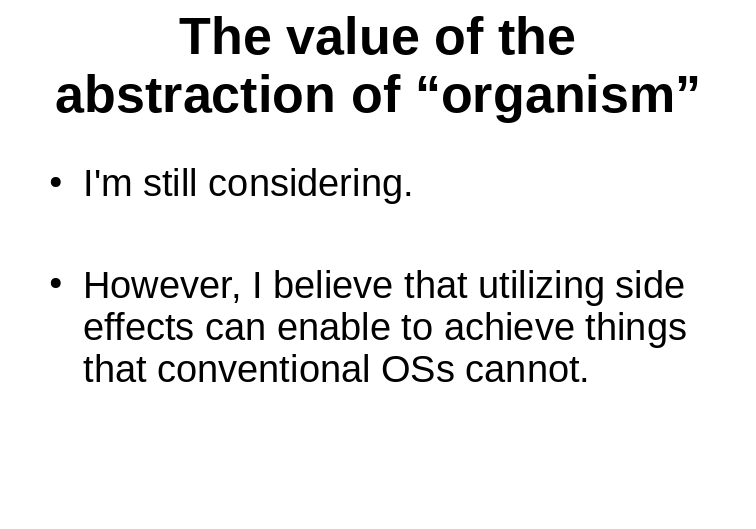 The value of the
abstraction of “organism”
• I'm still considering.
• However, I believe that utilizing side
effects can enable to achieve things
that conventional OSs cannot.